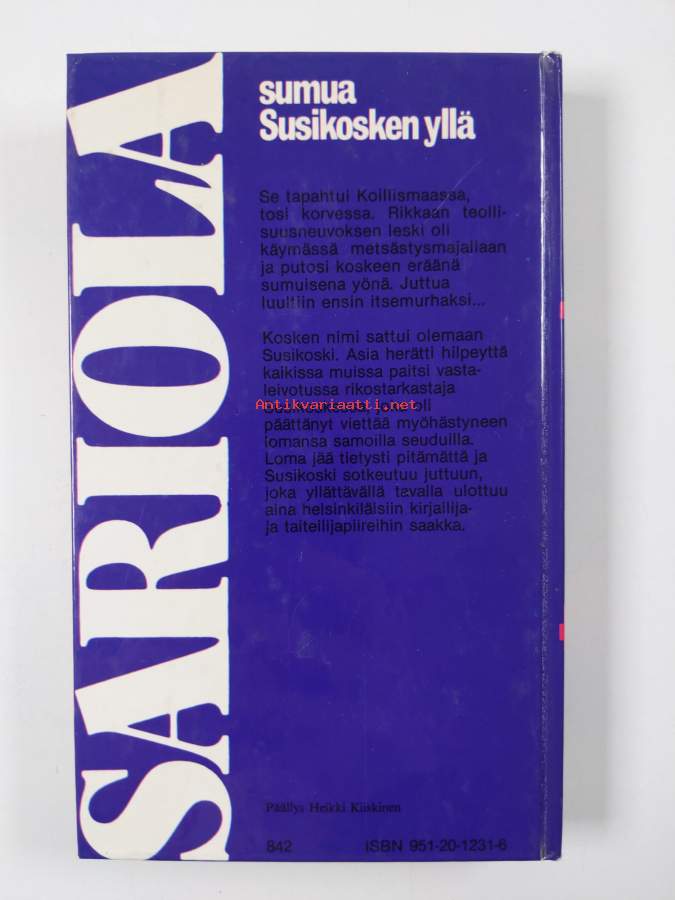 SARIOLA
sumua
Susikosken yllä
Se tapahtui Koillismaassa,
tosi korvessa. Rikkaan teolli-
suusneuvoksen leski oli
käymässä metsästysmajallaan
ja putosi koskeen eräänä
sumuisena yönä. Juttua
luultiin ensin itsemurhaksi...
Kosken nimi sattui olemaan
Susikoski. Asia herätti hilpeyttä
kaikissa muissa paitsi vasta-
leivotussa rikostarkastaja
Antikvariaatti.net
oli
päättänyt viettää myöhästyneen
lomansa samoilla seuduilla.
Loma jää tietysti pitämättä ja
Susikoski sotkeutuu juttuun,
joka yllättävällä tavalla ulottuu
aina helsinkiläisiin kirjailija-
ja taiteilijapiireihin saakka.
Päällys Heikki Kiiskinen
842 ISBN 951-20-1231-6